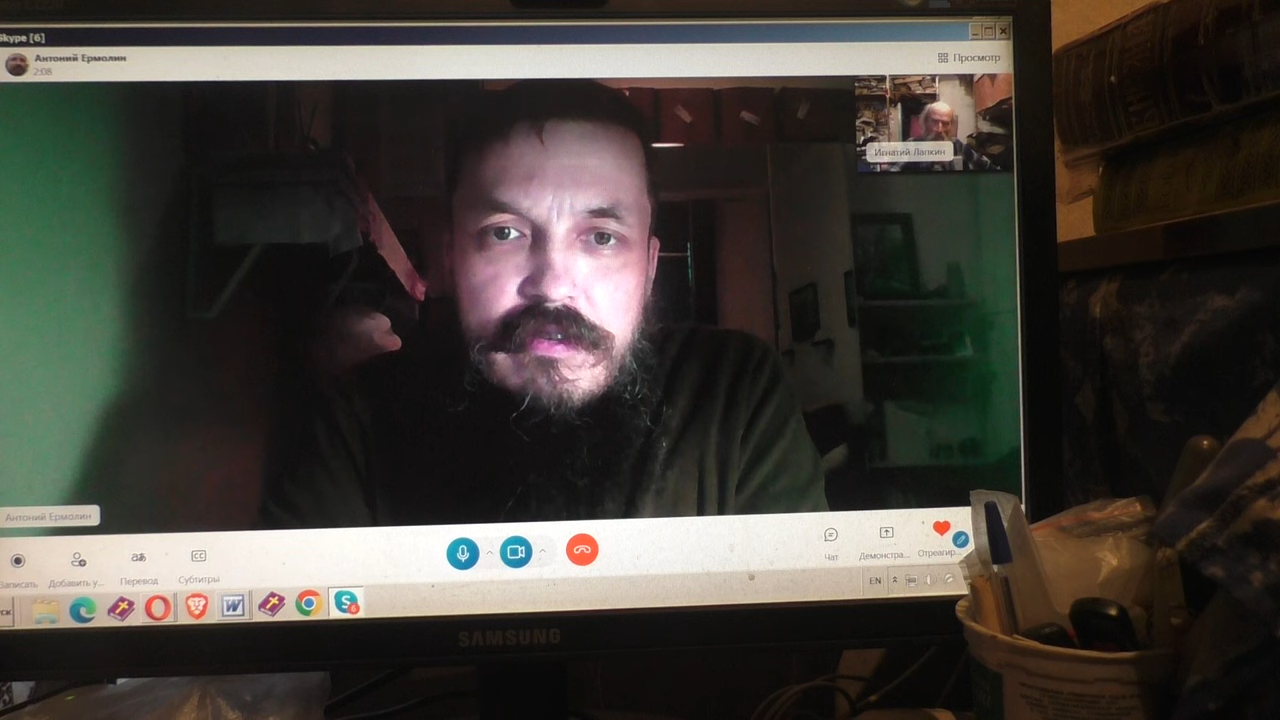 Skype [6]
Антоний Ермолин
2:08
Просмотр
Игнатий Лапкин
Антоний Ермолин
Записать
Добавить у...
Перевод
Субтитры
Чат
Демонстра...
Отреагир...
EN
SAMSUNG